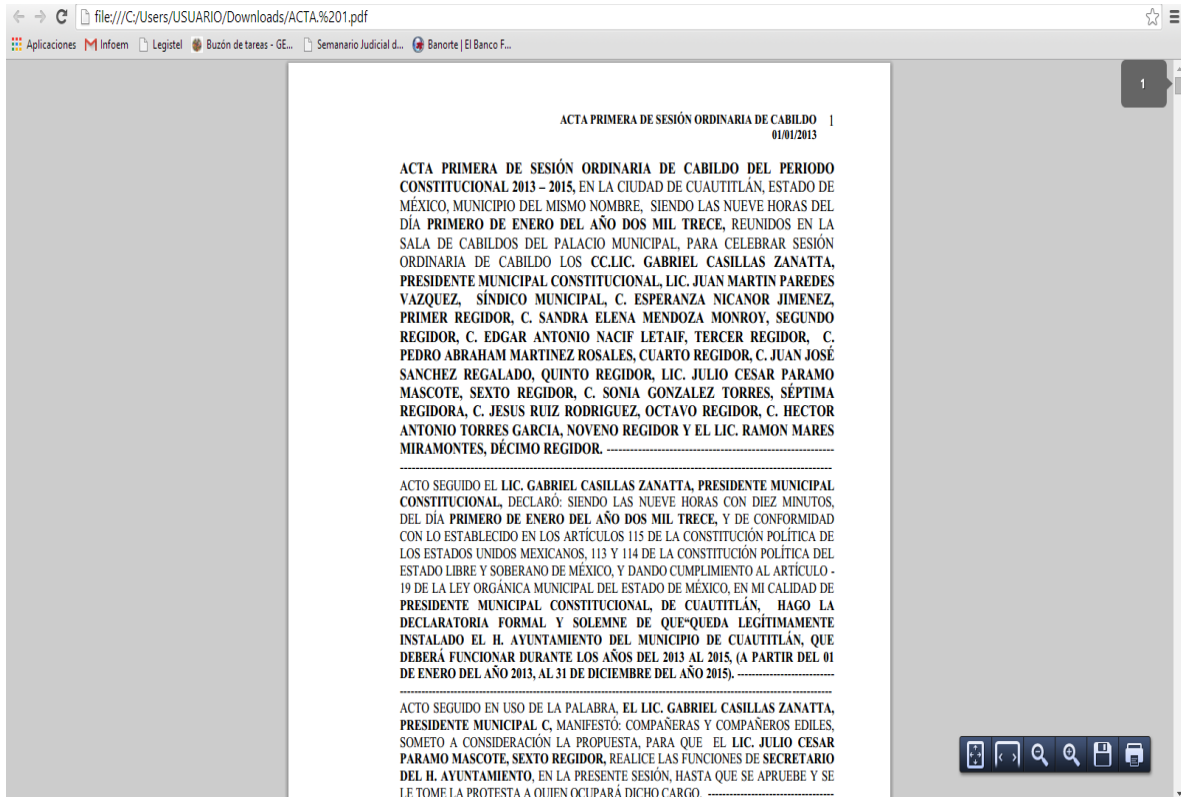 file:///C:/Users/USUARIO/Downloads/ACTA.%201.pdf
Aplicaciones Infoem Legistel Buzón de tareas - GE... Semanario Judicial d... Banorte | El Banco F...
1
ACTA PRIMERA DE SESIÓN ORDINARIA DE CABILDO 1
01/01/2013
ACTA PRIMERA DE SESIÓN ORDINARIA DE CABILDO DEL PERIODO
CONSTITUCIONAL 2013 – 2015, EN LA CIUDAD DE CUAUTITLÁN, ESTADO DE
MÉXICO, MUNICIPIO DEL MISMO NOMBRE, SIENDO LAS NUEVE HORAS DEL
DÍA PRIMERO DE ENERO DEL AÑO DOS MIL TRECE, REUNIDOS EN LA
SALA DE CABILDOS DEL PALACIO MUNICIPAL, PARA CELEBRAR SESIÓN
ORDINARIA DE CABILDO LOS CC.LIC. GABRIEL CASILLAS ZANATTA,
PRESIDENTE MUNICIPAL CONSTITUCIONAL, LIC. JUAN MARTIN PAREDES
VAZQUEZ, SÍNDICO MUNICIPAL, C. ESPERANZA NICANOR JIMENEZ,
PRIMER REGIDOR, C. SANDRA ELENA MENDOZA MONROY, SEGUNDO
REGIDOR, C. EDGAR ANTONIO NACIF LETAIF, TERCER REGIDOR, C.
PEDRO ABRAHAM MARTINEZ ROSALES, CUARTO REGIDOR, C. JUAN JOSÉ
SANCHEZ REGALADO, QUINTO REGIDOR, LIC. JULIO CESAR PARAMO
MASCOTE, SEXTO REGIDOR, C. SONIA GONZALEZ TORRES, SÉPTIMA
REGIDORA, C. JESUS RUIZ RODRIGUEZ, OCTAVO REGIDOR, C. HECTOR
ANTONIO TORRES GARCIA, NOVENO REGIDOR Y EL LIC. RAMON MARES
MIRAMONTES, DÉCIMO REGIDOR. ---------------------------------------------------------
ACTO SEGUIDO EL LIC. GABRIEL CASILLAS ZANATTA, PRESIDENTE MUNICIPAL
CONSTITUCIONAL, DECLARÓ: SIENDO LAS NUEVE HORAS CON DIEZ MINUTOS,
DEL DÍA PRIMERO DE ENERO DEL AÑO DOS MIL TRECE, Y DE CONFORMIDAD
CON LO ESTABLECIDO EN LOS ARTÍCULOS 115 DE LA CONSTITUCIÓN POLÍTICA DE
LOS ESTADOS UNIDOS MEXICANOS, 113 Y 114 DE LA CONSTITUCIÓN POLÍTICA DEL
ESTADO LIBRE Y SOBERANO DE MÉXICO, Y DANDO CUMPLIMIENTO AL ARTÍCULO -
19 DE LA LEY ORGÁNICA MUNICIPAL DEL ESTADO DE MÉXICO, EN MI CALIDAD DE
PRESIDENTE MUNICIPAL CONSTITUCIONAL, DE CUAUTITLÁN, HAGO LA
DECLARATORIA FORMAL Y SOLEMNE DE QUE“QUEDA LEGÍTIMAMENTE
INSTALADO EL H. AYUNTAMIENTO DEL MUNICIPIO DE CUAUTITLÁN, QUE
DEBERÁ FUNCIONAR DURANTE LOS AÑOS DEL 2013 AL 2015, (A PARTIR DEL 01
DE ENERO DEL AÑO 2013, AL 31 DE DICIEMBRE DEL AÑO 2015). --------------------------
ACTO SEGUIDO EN USO DE LA PALABRA, EL LIC. GABRIEL CASILLAS ZANATTA,
PRESIDENTE MUNICIPAL C, MANIFESTÓ: COMPAÑERAS Y COMPAÑEROS EDILES,
SOMETO A CONSIDERACIÓN LA PROPUESTA, PARA QUE EL LIC. JULIO CESAR
PARAMO MASCOTE, SEXTO REGIDOR, REALICE LAS FUNCIONES DE SECRETARIO
DEL H. AYUNTAMIENTO, EN LA PRESENTE SESIÓN, HASTA QUE SE APRUEBE Y SE
LE TOME LA PROTESTA A QUIEN OCUPARÁ DICHO CARGO. ----------------------------------